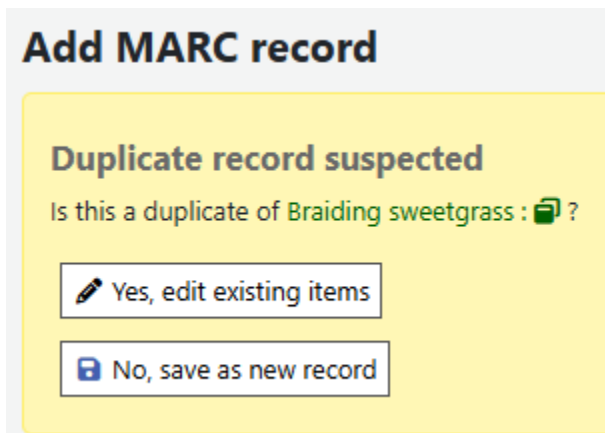 Add MARC record
Duplicate record suspected
Is this a duplicate of Braiding sweetgrass : ?
Yes, edit existing items
No, save as new record